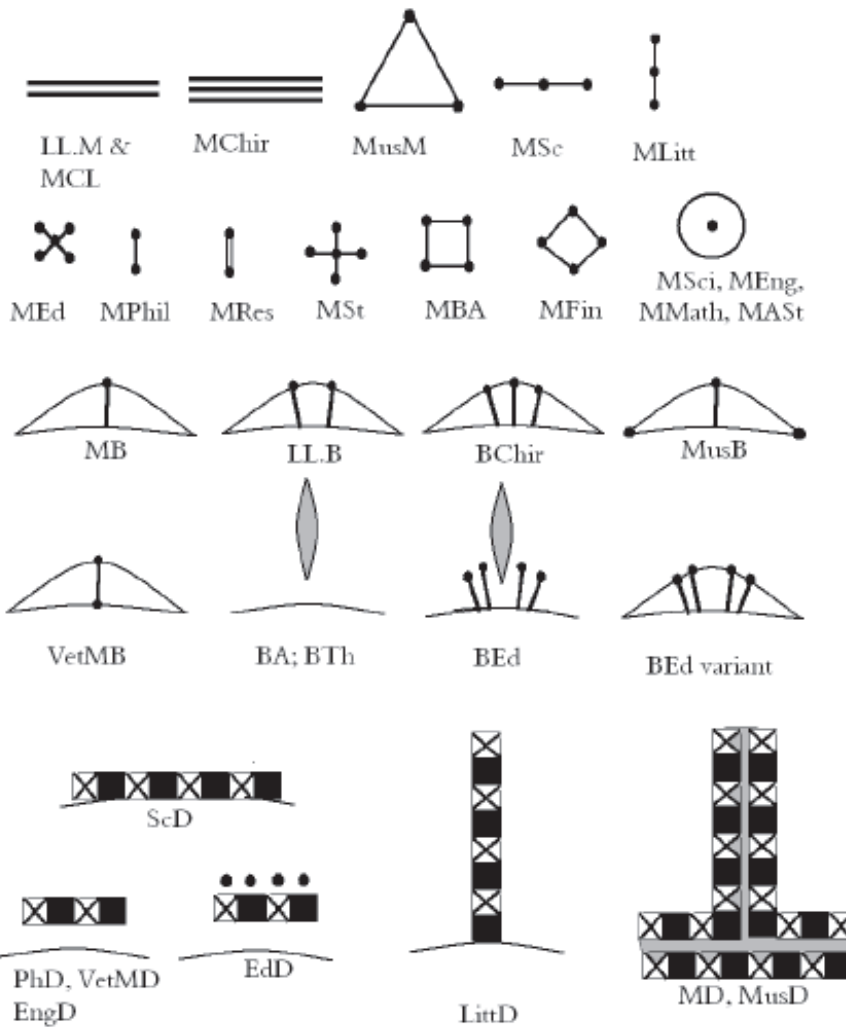 LL.M &
MCL
MChir
MusM
MSc
MLitt
MEd
MPhil
MRes
MSt
MBA
MFin
MSci, MEng,
MMath, MASt
MB
LL.B
BChir
MusB
VetMB
BA; BTh
BEd
BEd variant
ScD
PhD, VetMD
EngD
EdD
LittD
MD, MusD